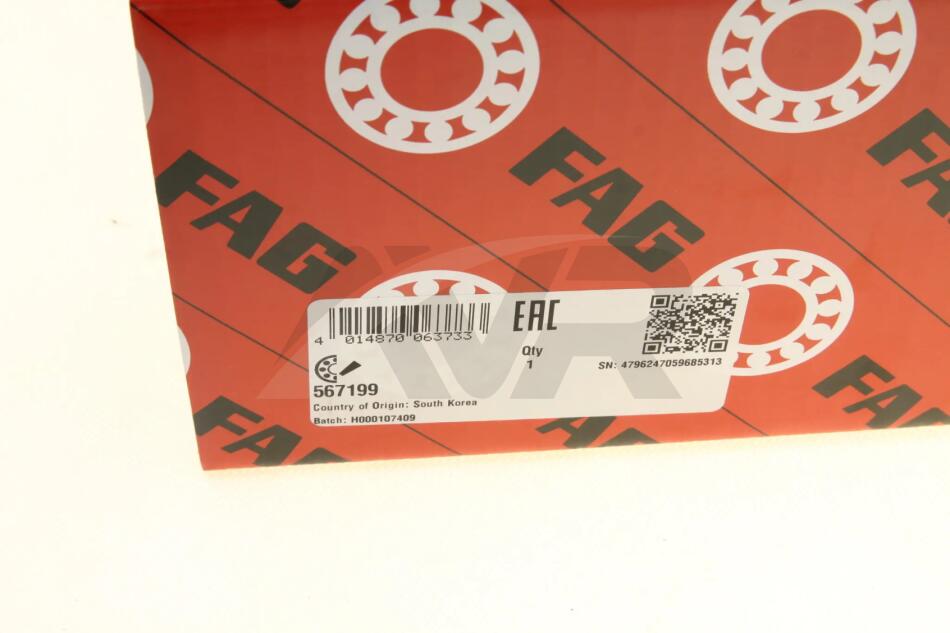 FAG
FAG
FAG
AVR
EAC
4 014870 063733
Qty
1
SN: 4796247059685313
567199
Country of Origin: South Korea
Batch: H000107409
FAG
FAG